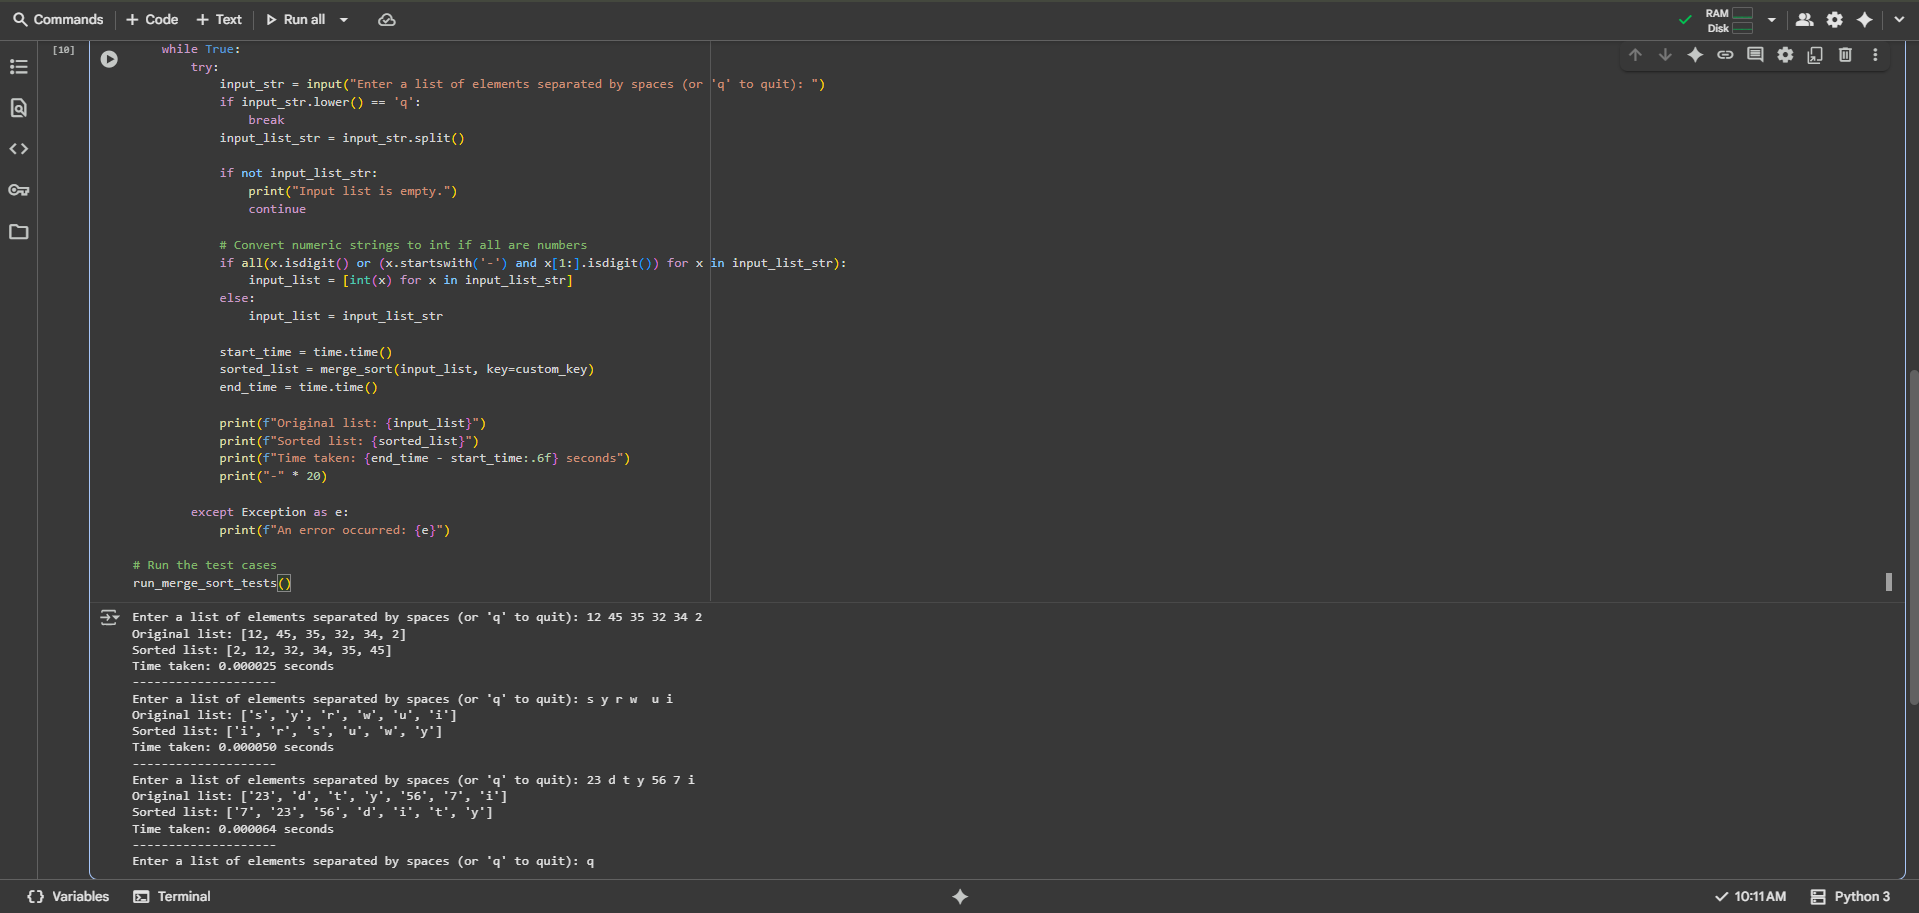 Commands + Code + Text Run all
RAM
Disk
[10]
while True:
try:
input_str = input("Enter a list of elements separated by spaces (or 'q' to quit): ")
if input_str.lower() == 'q':
break
input_list_str = input_str.split()
if not input_list_str:
print("Input list is empty.")
continue
# Convert numeric strings to int if all are numbers
if all(x.isdigit() or (x.startswith('-') and x[1:].isdigit()) for x in input_list_str):
input_list = [int(x) for x in input_list_str]
else:
input_list = input_list_str
start_time = time.time()
sorted_list = merge_sort(input_list, key=custom_key)
end_time = time.time()
print(f"Original list: {input_list}")
print(f"Sorted list: {sorted_list}")
print(f"Time taken: {end_time - start_time:.6f} seconds")
print("-" * 20)
except Exception as e:
print(f"An error occurred: {e}")
# Run the test cases
run_merge_sort_tests()
Enter a list of elements separated by spaces (or 'q' to quit): 12 45 35 32 34 2
Original list: [12, 45, 35, 32, 34, 2]
Sorted list: [2, 12, 32, 34, 35, 45]
Time taken: 0.000025 seconds
--------------------
Enter a list of elements separated by spaces (or 'q' to quit): s y r w  u i
Original list: ['s', 'y', 'r', 'w', 'u', 'i']
Sorted list: ['i', 'r', 's', 'u', 'w', 'y']
Time taken: 0.000050 seconds
--------------------
Enter a list of elements separated by spaces (or 'q' to quit): 23 d t y 56 7 i
Original list: ['23', 'd', 't', 'y', '56', '7', 'i']
Sorted list: ['7', '23', '56', 'd', 'i', 't', 'y']
Time taken: 0.000064 seconds
--------------------
Enter a list of elements separated by spaces (or 'q' to quit): q
{} Variables Terminal 10:11 AM Python 3